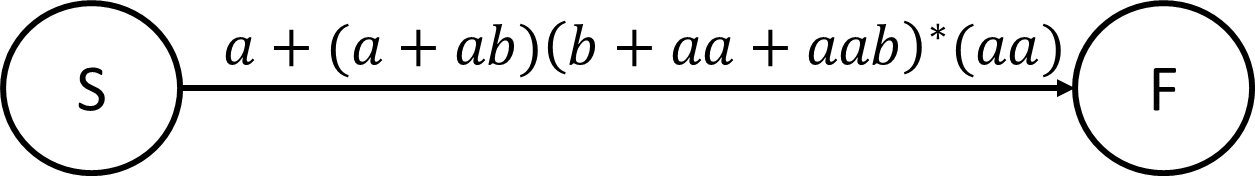 a + (a + ab)(b + aa + aab)*(aa)
S F